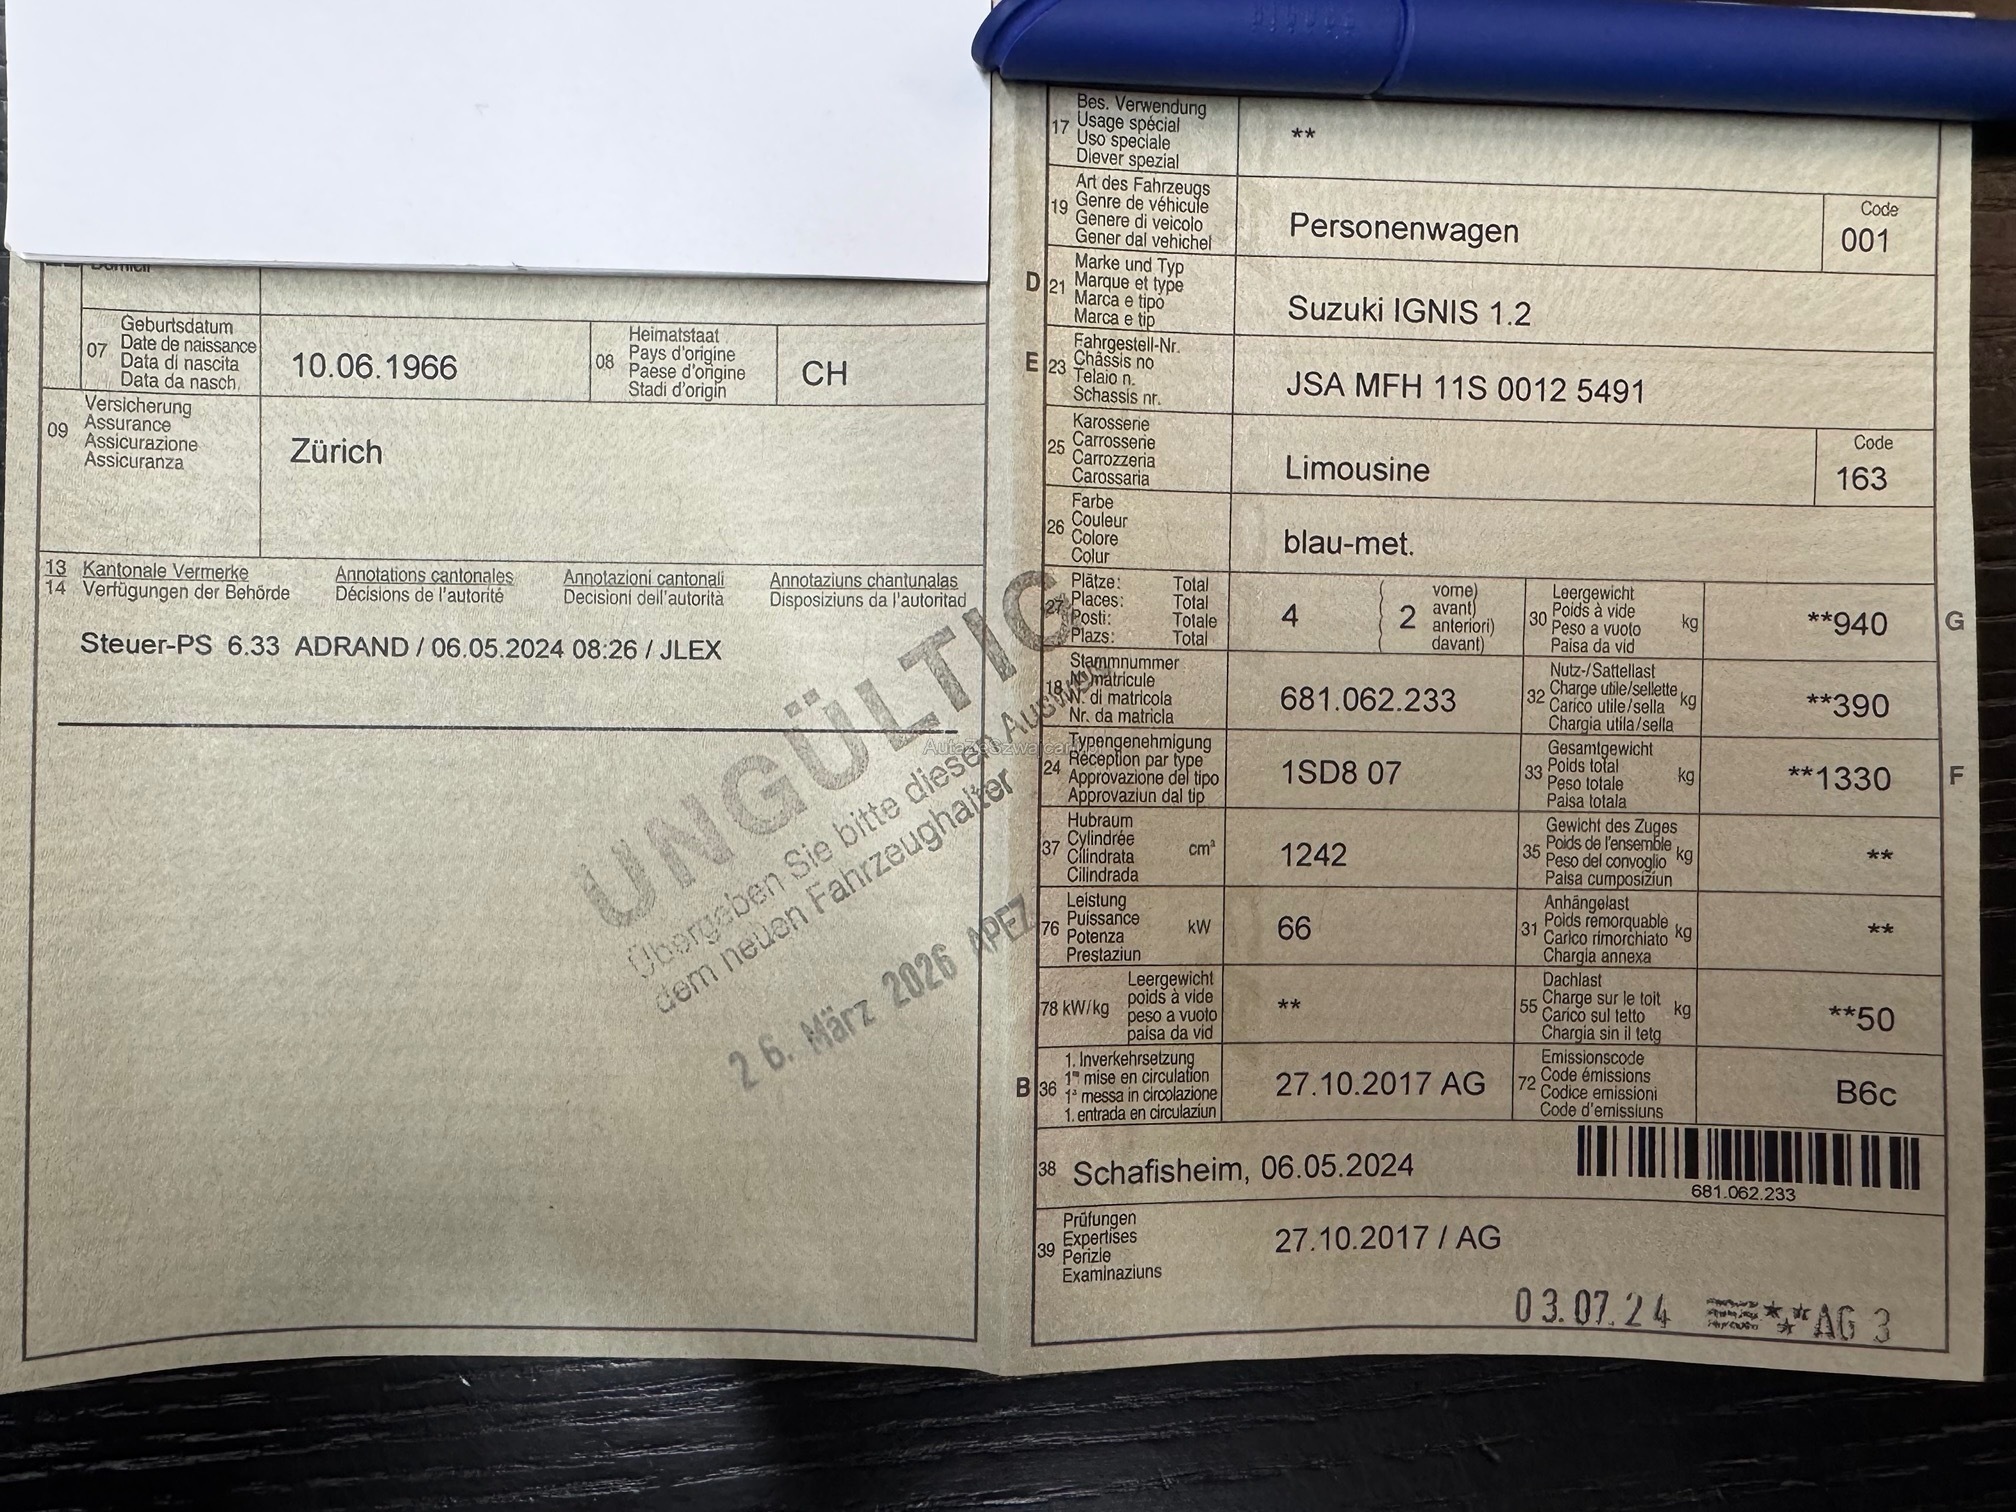 07 Geburtsdatum
Date de naissance
Data di nascita
Data da nasch.
10.06.1966
08 Heimatstaat
Pays d'origine
Paese d'origine
Stadi d'origin
CH
09 Versicherung
Assurance
Assicurazione
Assicuranza
Zürich
13 Kantonale Vermerke Annotations cantonales Annotazioni cantonali Annotaziuns chantunalas
14 Verfügungen der Behörde Décisions de l'autorité Decisioni dell'autorità Disposiziuns da l'autoritad
Steuer-PS 6.33 ADRAND / 06.05.2024 08:26 / JLEX
UNGÜLTIG
Übergeben Sie bitte diesen Ausweis
dem neuen Fahrzeughalter
26. März 2026 APEZ
17 Bes. Verwendung
Usage spécial
Uso speciale
Diever spezial
**
19 Art des Fahrzeugs
Genre de véhicule
Genere di veicolo
Gener dal vehichel
Personenwagen
Code
001
D 21 Marke und Typ
Marque et type
Marca e tipo
Marca e tip
Suzuki IGNIS 1.2
E 23 Fahrgestell-Nr.
Châssis no
Telaio n.
Schassis nr.
JSA MFH 11S 0012 5491
25 Karosserie
Carrosserie
Carrozzeria
Carossaria
Limousine
Code
163
26 Farbe
Couleur
Colore
Colur
blau-met.
27 Plätze: Total
Places: Total
Posti: Totale
Plazs: Total
4 ( 2 vorne)
avant)
anteriori)
davant)
30 Leergewicht
Poids à vide
Peso a vuoto
Paisa da vid
kg
**940 G
18 Stammnummer
N° matricule
N. di matricola
Nr. da matricla
681.062.233
32 Nutz-/Sattellast
Charge utile/sellette
Carico utile/sella
Chargia utila/sella
kg
**390
24 Typengenehmigung
Réception par type
Approvazione del tipo
Approvaziun dal tip
1SD8 07
33 Gesamtgewicht
Poids total
Peso totale
Paisa totala
kg
**1330 F
37 Hubraum
Cylindrée
Cilindrata
Cilindrada
cm³
1242
35 Gewicht des Zuges
Poids de l'ensemble
Peso del convoglio
Paisa cumposiziun
kg
**
76 Leistung
Puissance
Potenza
Prestaziun
kW
66
31 Anhängelast
Poids remorquable
Carico rimorchiato
Chargia annexa
kg
**
78 kW/kg Leergewicht
poids à vide
peso a vuoto
paisa da vid
**
55 Dachlast
Charge sur le toit
Carico sul tetto
Chargia sin il tetg
kg
**50
B 36 1. Inverkehrsetzung
1re mise en circulation
1a messa in circolazione
1. entrada en circulaziun
27.10.2017 AG
72 Emissionscode
Code émissions
Codice emissioni
Code d'emissiuns
B6c
38 Schafisheim, 06.05.2024
681.062.233
39 Prüfungen
Expertises
Perizie
Examinaziuns
27.10.2017 / AG
03.07.24 AG 3